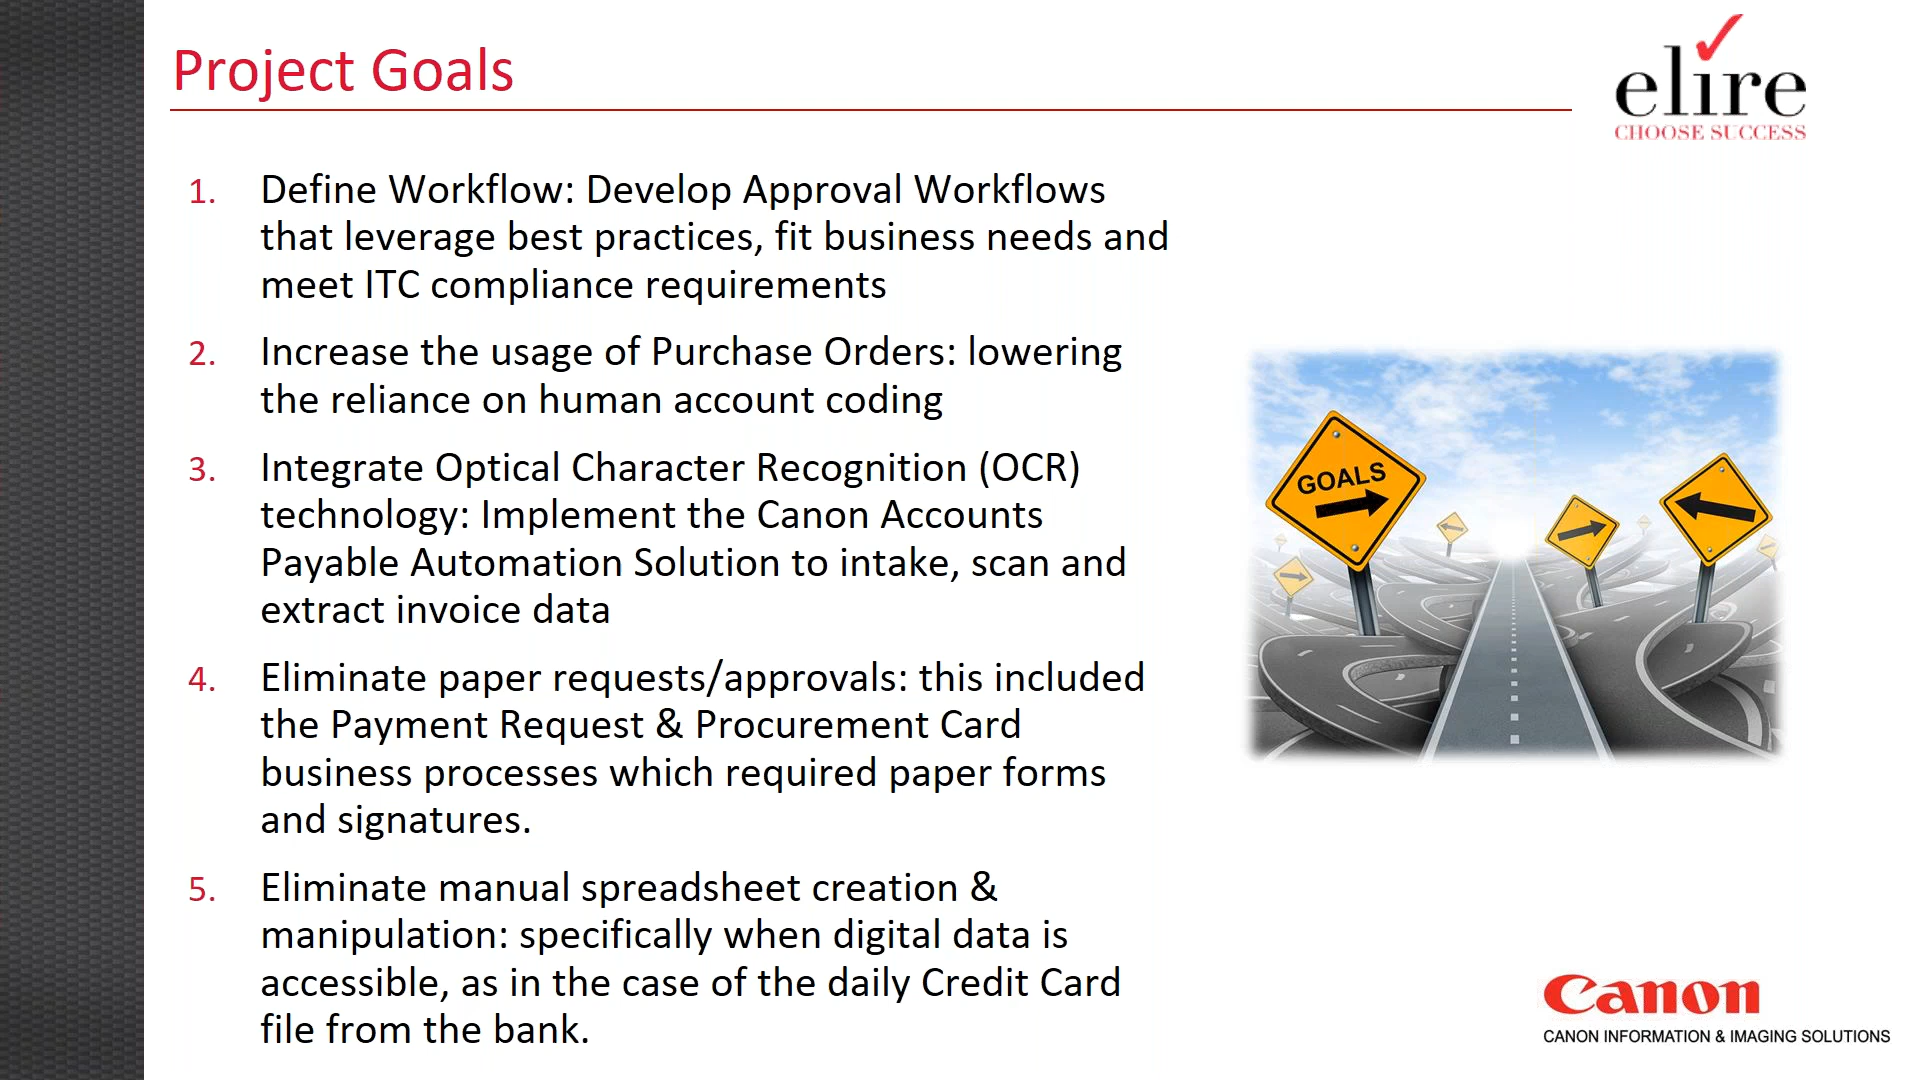 Project Goals
elire
CHOOSE SUCCESS
1. Define Workflow: Develop Approval Workflows
that leverage best practices, fit business needs and
meet ITC compliance requirements
2. Increase the usage of Purchase Orders: lowering
the reliance on human account coding
3. Integrate Optical Character Recognition (OCR)
technology: Implement the Canon Accounts
Payable Automation Solution to intake, scan and
extract invoice data
4. Eliminate paper requests/approvals: this included
the Payment Request & Procurement Card
business processes which required paper forms
and signatures.
5. Eliminate manual spreadsheet creation &
manipulation: specifically when digital data is
accessible, as in the case of the daily Credit Card
file from the bank.
GOALS
Canon
CANON INFORMATION & IMAGING SOLUTIONS